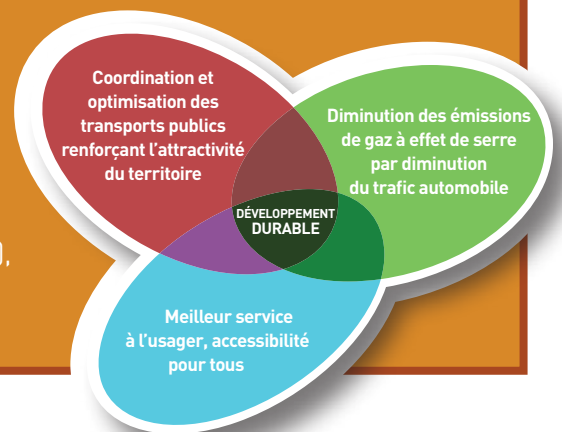 Coordination et
optimisation des
transports publics
renforçant l’attractivité
du territoire
Diminution des émissions
de gaz à effet de serre
par diminution
du trafic automobile
DÉVELOPPEMENT
DURABLE
Meilleur service
à l’usager, accessibilité
pour tous